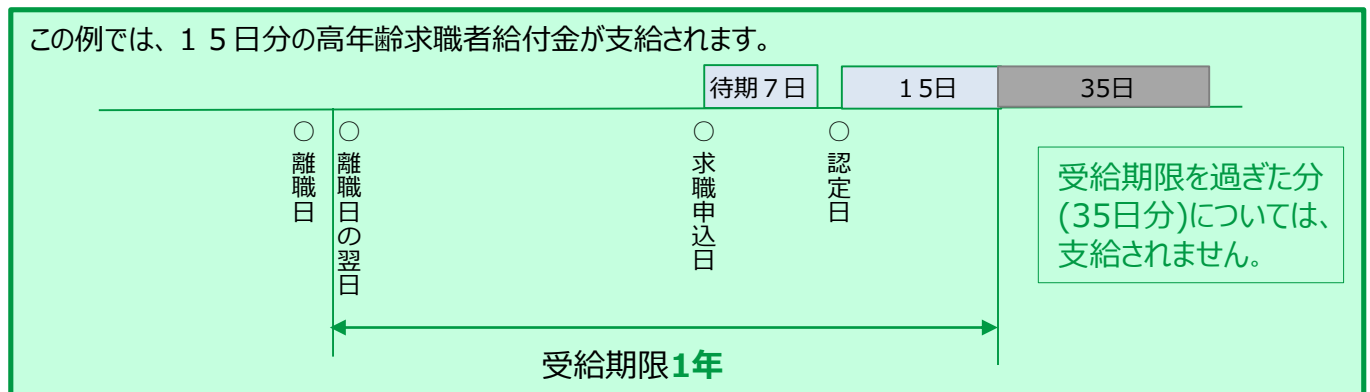 この例では、１５日分の高年齢求職者給付金が支給されます。
待期７日
１5日
35日
○離職日
○離職日の翌日
○求職申込日
○認定日
受給期限を過ぎた分
(35日分)については、
支給されません。
受給期限1年